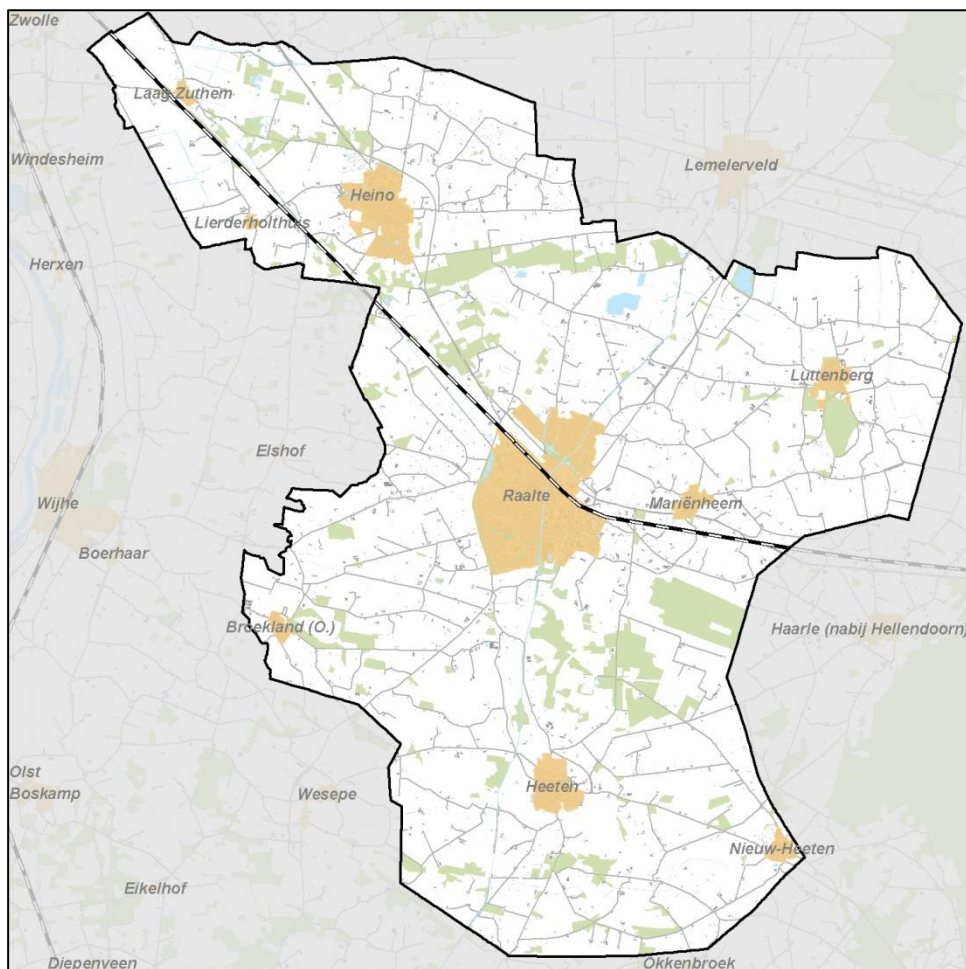 Zwolle
Laag Zuthem
Windesheim
Lemelerveld
Heino
Lierderholthuis
Herxen
Luttenberg
Elshof
Raalte
Mariënheem
Wijhe
Boerhaar
Broekland (O.)
Haarle (nabij Hellendoorn)
Olst
Boskamp
Wesepe
Heeten
Nieuw-Heeten
Eikelhof
Diepenveen
Okkenbroek